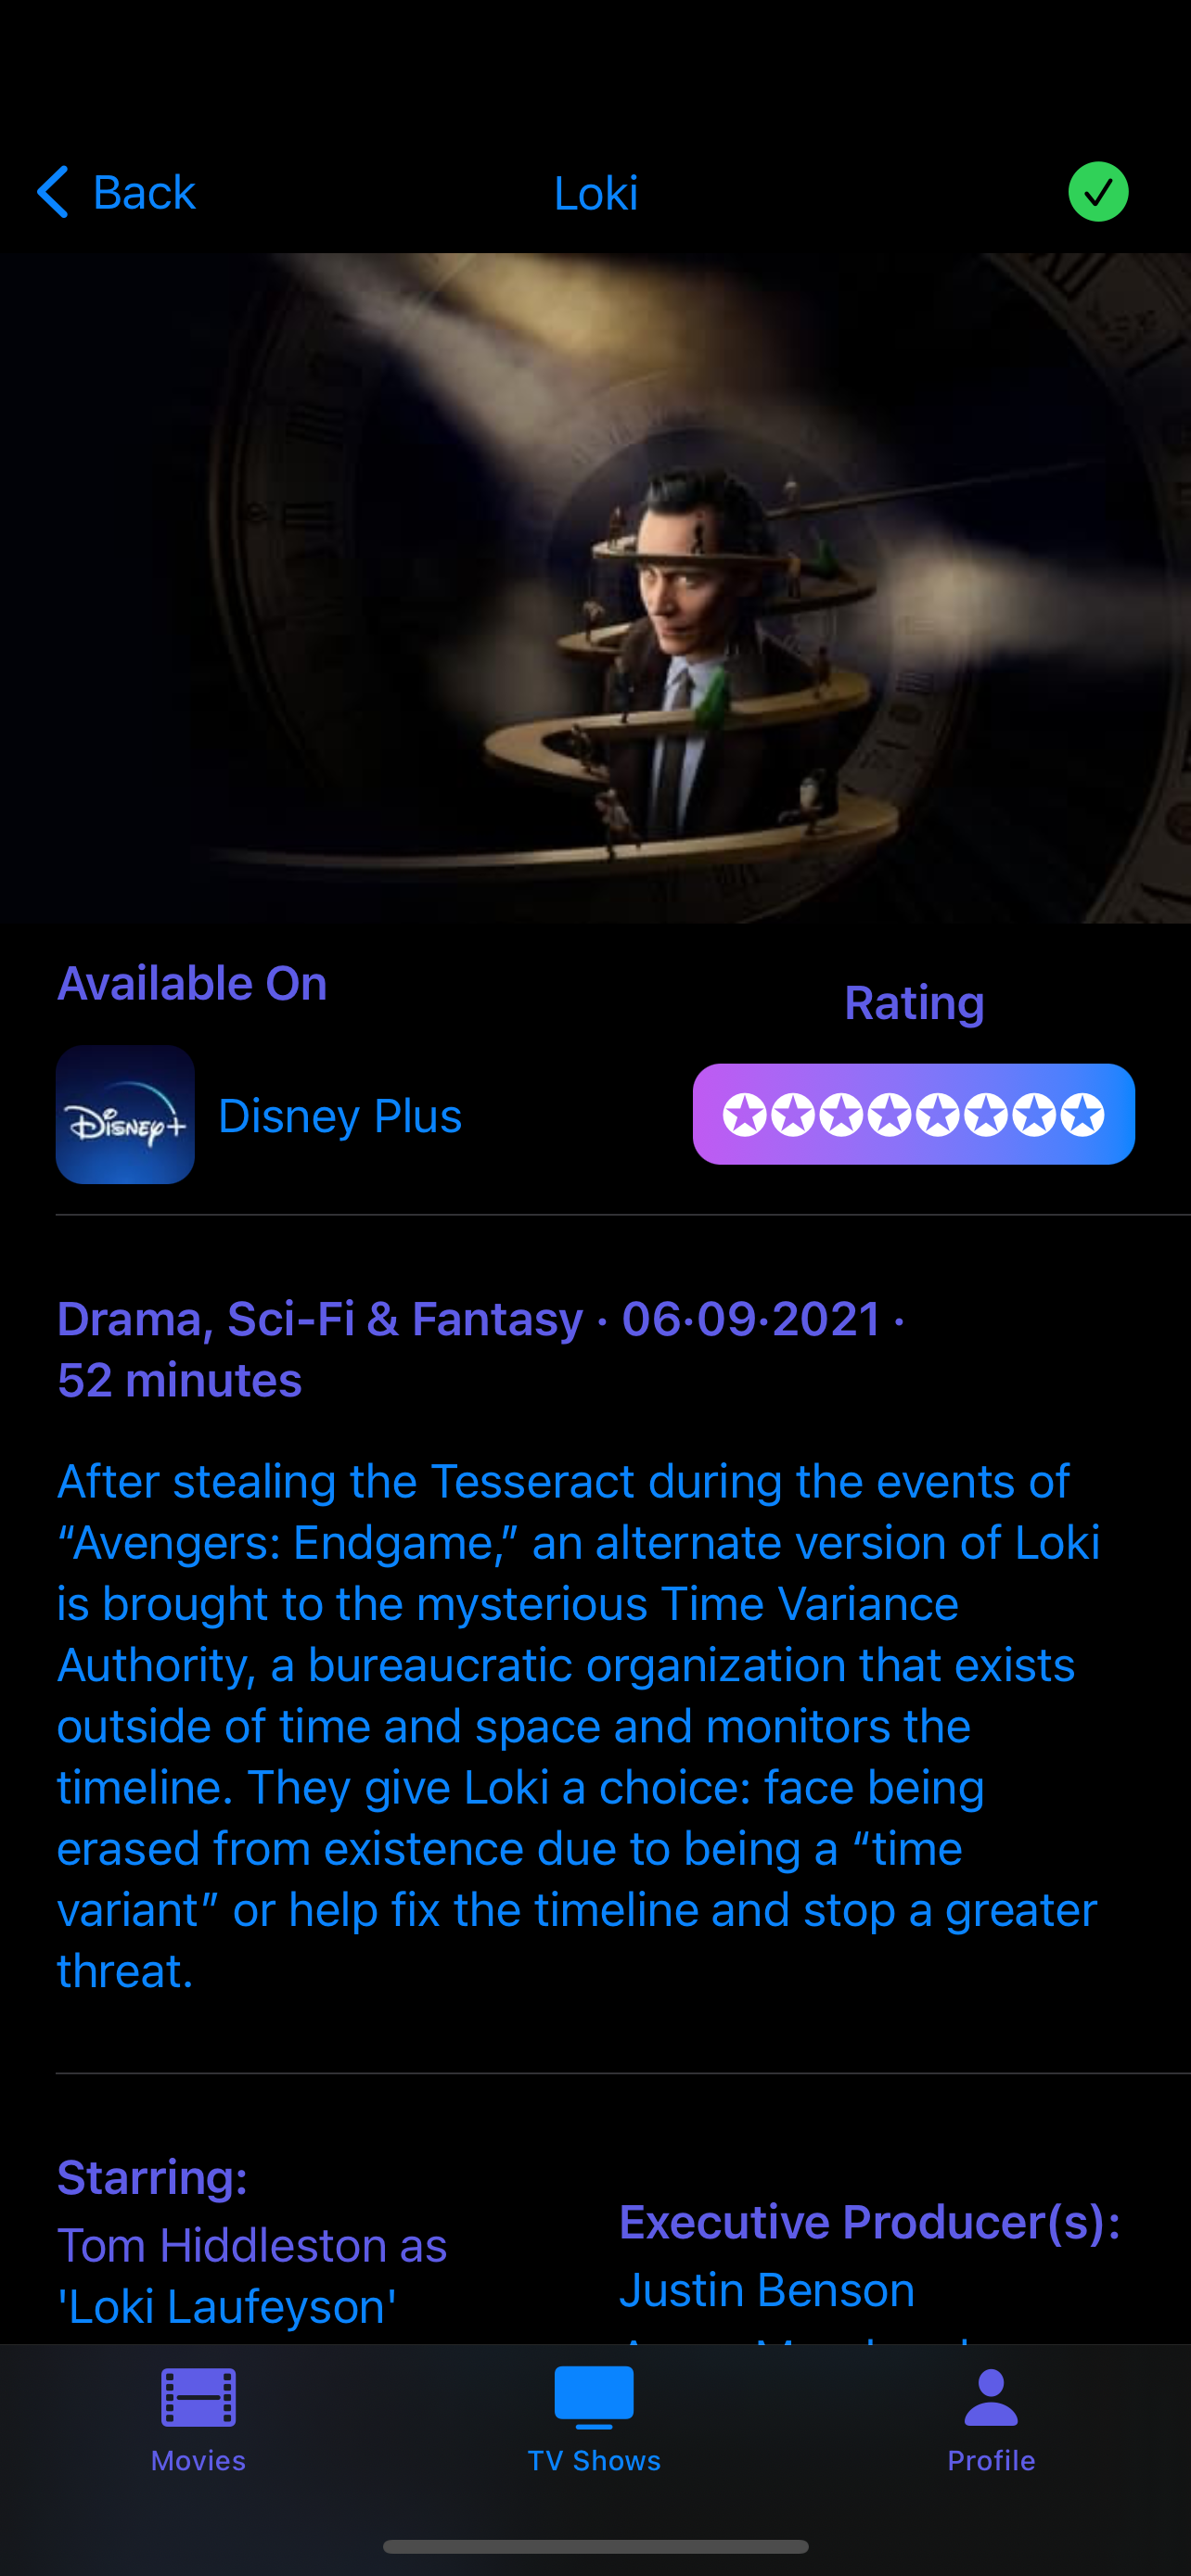 Back
Loki
Available On
Rating
Disney+
Disney Plus
Drama, Sci-Fi & Fantasy · 06·09·2021 ·
52 minutes
After stealing the Tesseract during the events of
“Avengers: Endgame,” an alternate version of Loki
is brought to the mysterious Time Variance
Authority, a bureaucratic organization that exists
outside of time and space and monitors the
timeline. They give Loki a choice: face being
erased from existence due to being a “time
variant” or help fix the timeline and stop a greater
threat.
Starring:
Tom Hiddleston as
'Loki Laufeyson'
Executive Producer(s):
Justin Benson
Movies
TV Shows
Profile